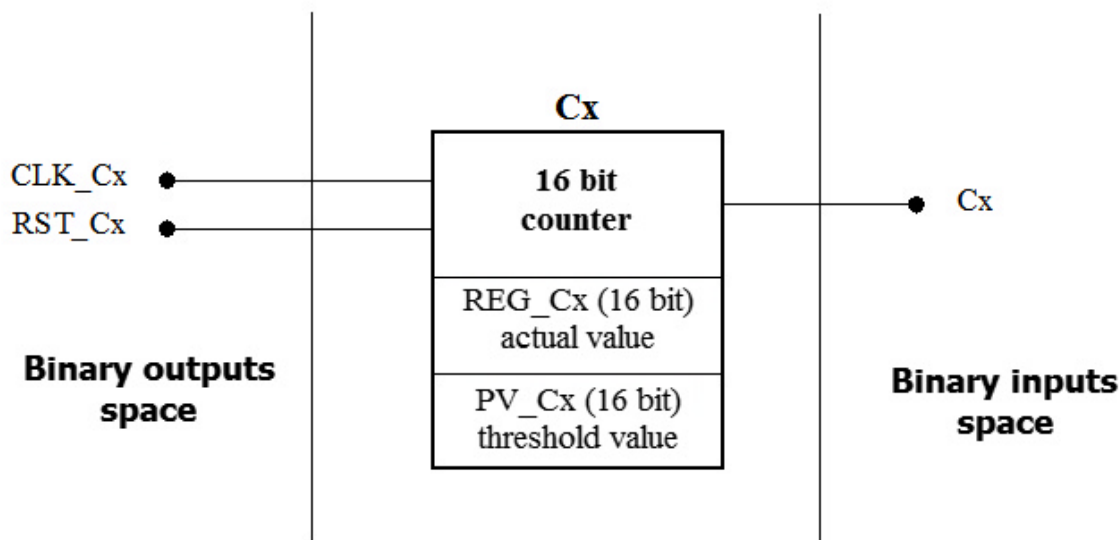 Cx
CLK_Cx
RST_Cx
16 bit
counter
Cx
REG_Cx (16 bit)
actual value
PV_Cx (16 bit)
threshold value
Binary outputs
space
Binary inputs
space